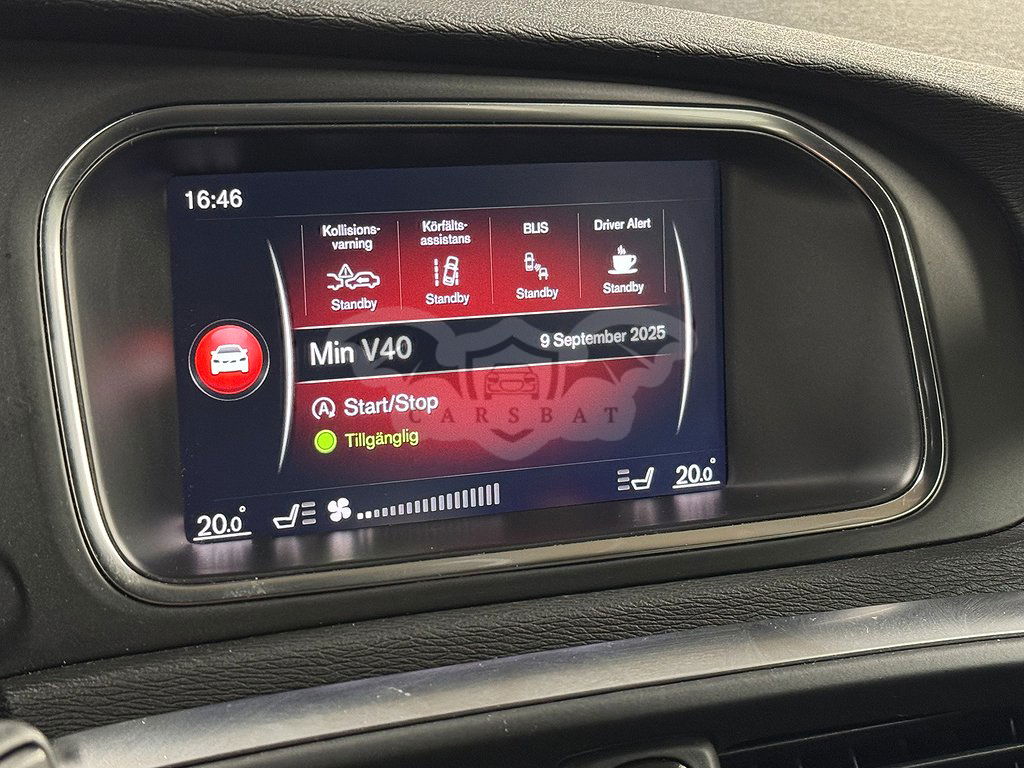 16:46
Kollisions-
varning
Standby
Körfälts-
assistans
Standby
BLIS
Standby
Driver Alert
Standby
Min V40
9 September 2025
Start/Stop
CARSBAT
Tillgänglig
20.0°
20.0°